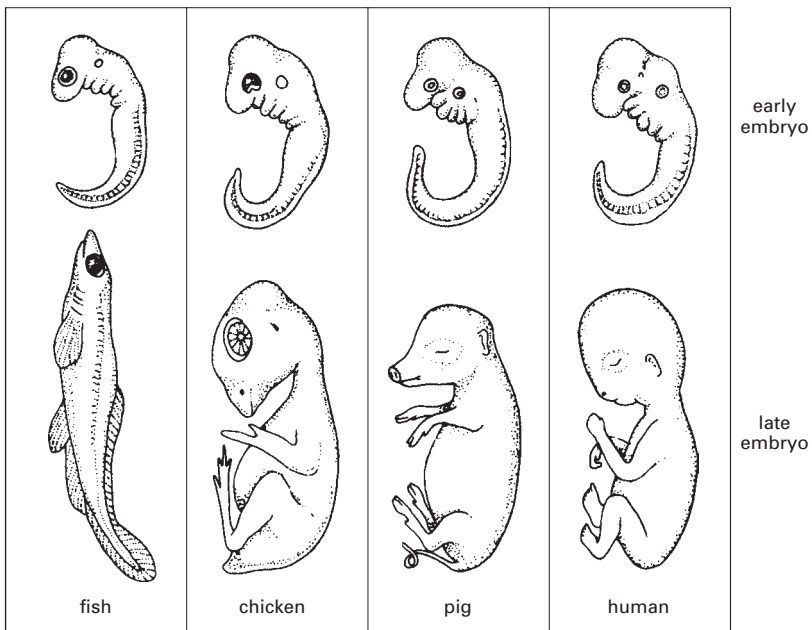 early
embryo
late
embryo
fish
chicken
pig
human